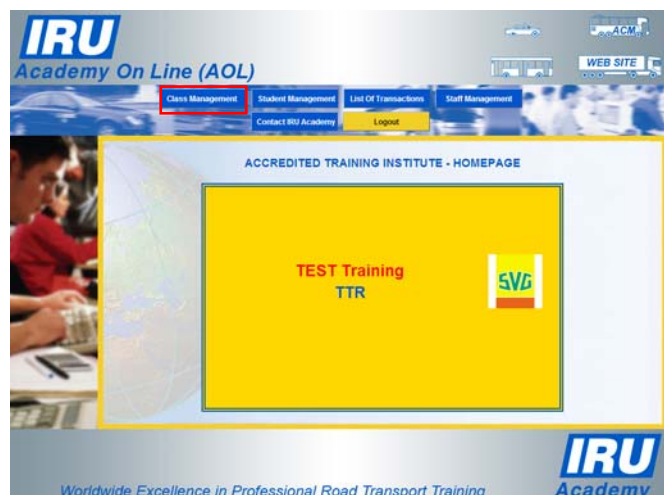 IRU
Academy On Line (AOL)
ACM
WEB SITE
Class Management
Student Management
List Of Transactions
Staff Management
Contact IRU Academy
Logout
ACCREDITED TRAINING INSTITUTE - HOMEPAGE
TEST Training
TTR
SVG
IRU
Academy
Worldwide Excellence in Professional Road Transport Training